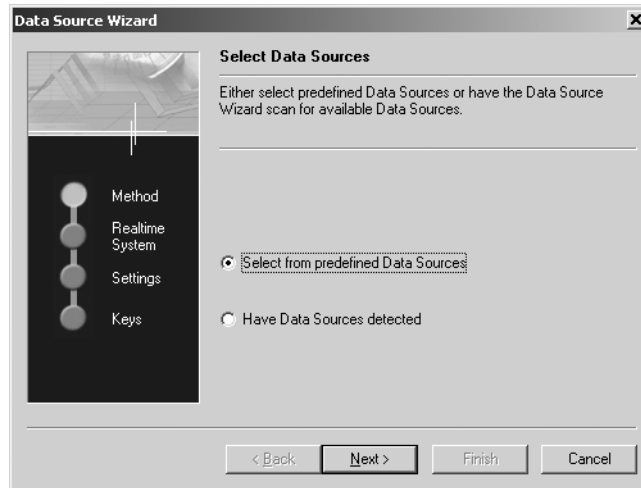 Data Source Wizard
Select Data Sources
Either select predefined Data Sources or have the Data Source
Wizard scan for available Data Sources.
Method
Realtime
System
Settings
Keys
Select from predefined Data Sources
Have Data Sources detected
< Back
Next >
Finish
Cancel